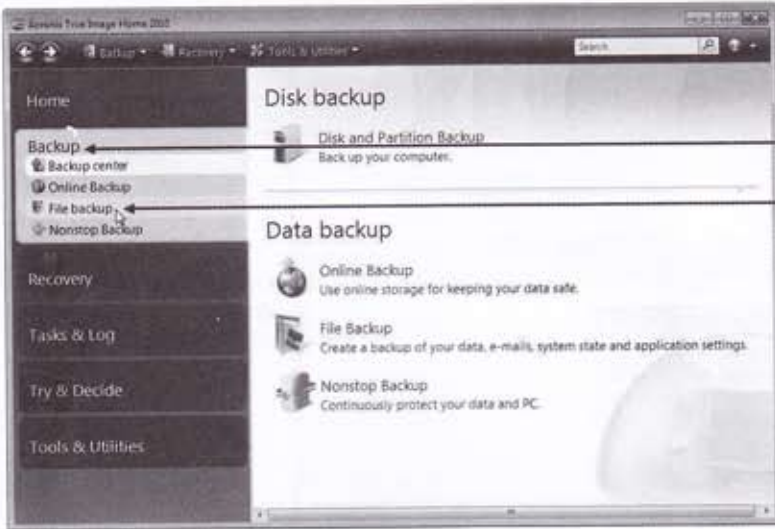 Acronis True Image Home 2010
Backup Recovery Tools & Utilities Search
Home
Backup
Backup center
Online Backup
File backup
Nonstop Backup
Recovery
Tasks & Log
Try & Decide
Tools & Utilities
Disk backup
Disk and Partition Backup
Back up your computer.
Data backup
Online Backup
Use online storage for keeping your data safe.
File Backup
Create a backup of your data, e-mails, system state and application settings.
Nonstop Backup
Continuously protect your data and PC.